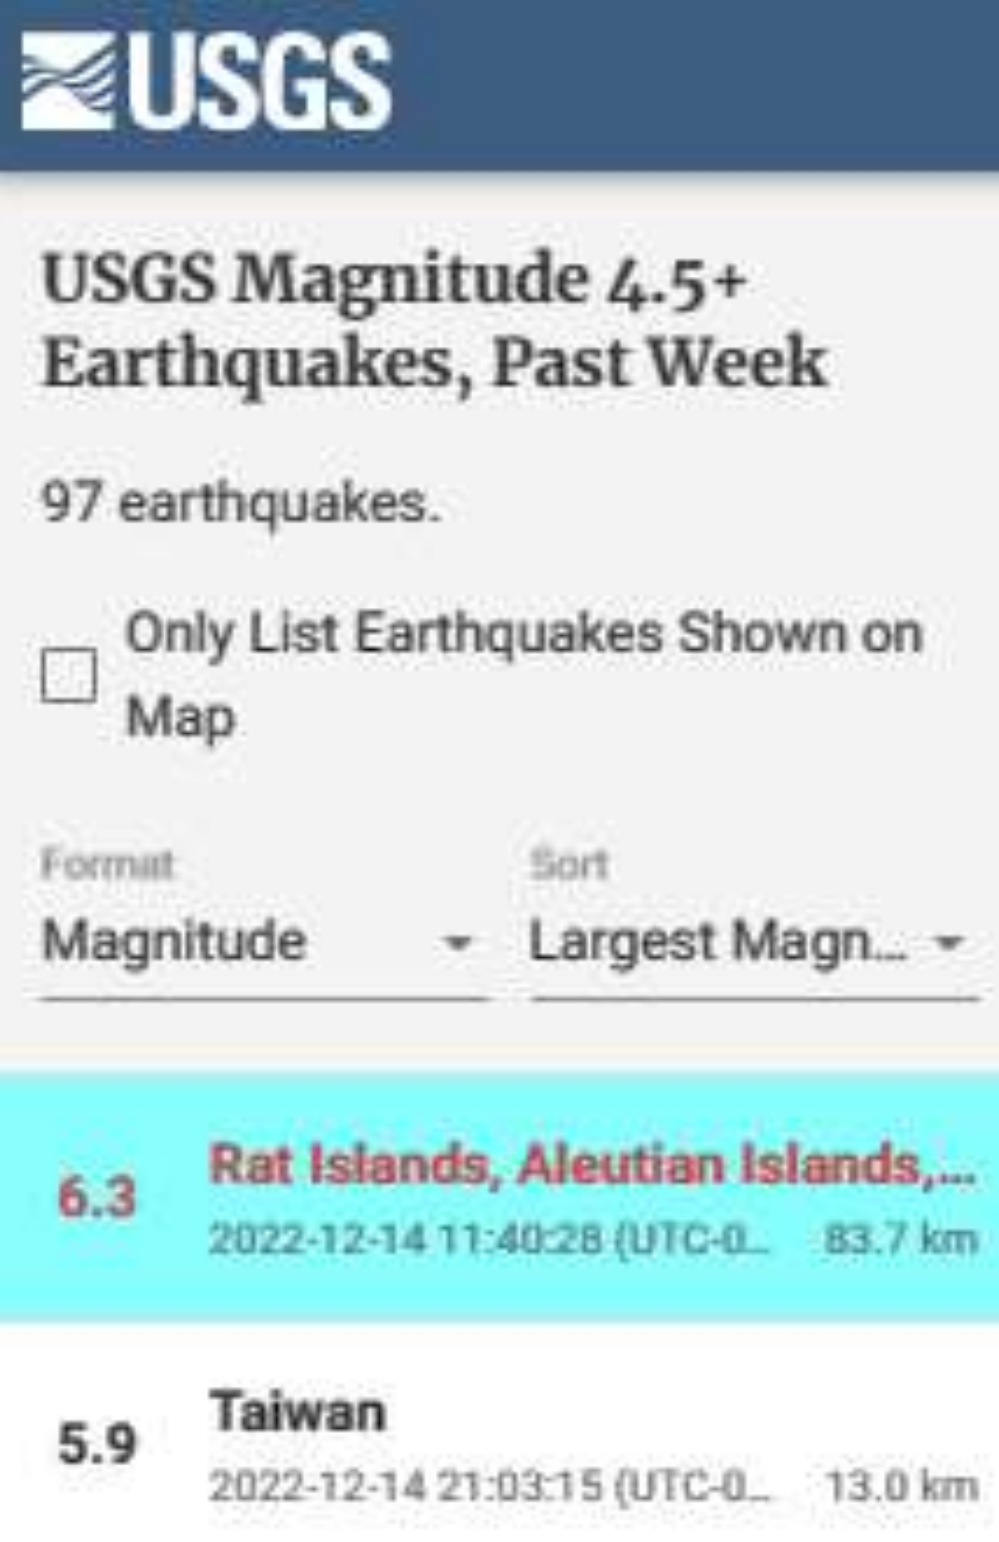 USGS
USGS Magnitude 4.5+
Earthquakes, Past Week
97 earthquakes.
Only List Earthquakes Shown on
Map
Format Sort
Magnitude Largest Magn...
6.3 Rat Islands, Aleutian Islands,...
2022-12-14 11:40:28 (UTC-0... 83.7 km
5.9 Taiwan
2022-12-14 21:03:15 (UTC-0... 13.0 km